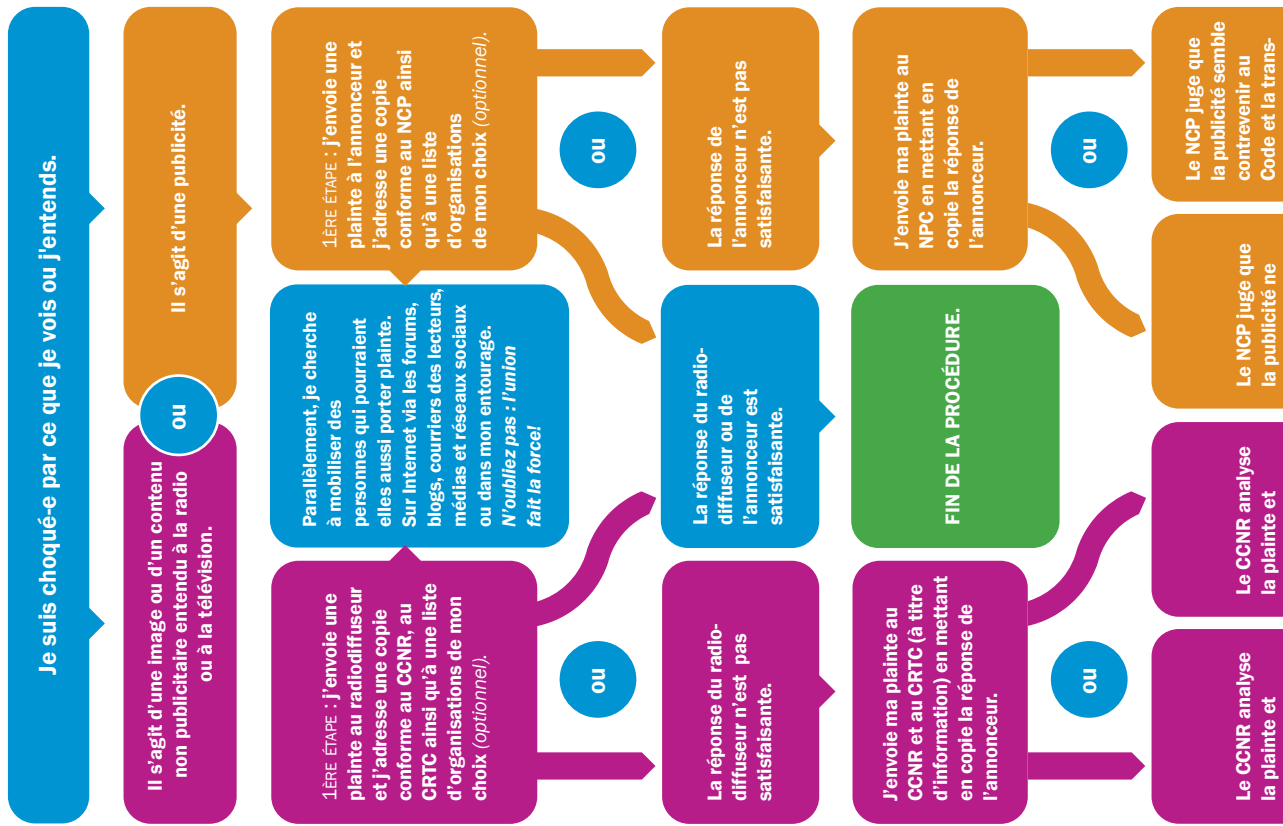 Je suis choqué-e par ce que je vois ou j'entends.
Il s'agit d'une image ou d'un contenu
non publicitaire entendu à la radio
ou à la télévision.
ou
Il s'agit d'une publicité.
1ÈRE ÉTAPE : j'envoie une
plainte au radiodiffuseur
et j'adresse une copie
conforme au CCNR, au
CRTC ainsi qu'à une liste
d'organisations de mon
choix (optionnel).
Parallèlement, je cherche
à mobiliser des
personnes qui pourraient
elles aussi porter plainte.
Sur Internet via les forums,
blogs, courriers des lecteurs,
médias et réseaux sociaux
ou dans mon entourage.
N'oubliez pas : l'union
fait la force!
1ÈRE ÉTAPE : j'envoie une
plainte à l'annonceur et
j'adresse une copie
conforme au NCP ainsi
qu'à une liste
d'organisations
de mon choix (optionnel).
ou
ou
La réponse du radio-
diffuseur n'est pas
satisfaisante.
La réponse du radio-
diffuseur ou de
l'annonceur est
satisfaisante.
La réponse de
l'annonceur n'est pas
satisfaisante.
J'envoie ma plainte au
CCNR et au CRTC (à titre
d'information) en mettant
en copie la réponse de
l'annonceur.
FIN DE LA PROCÉDURE.
J'envoie ma plainte au
NPC en mettant en
copie la réponse de
l'annonceur.
ou
ou
Le CCNR analyse
la plainte et
Le CCNR analyse
la plainte et
Le NCP juge que
la publicité ne
Le NCP juge que
la publicité semble
contrevenir au
Code et la trans-